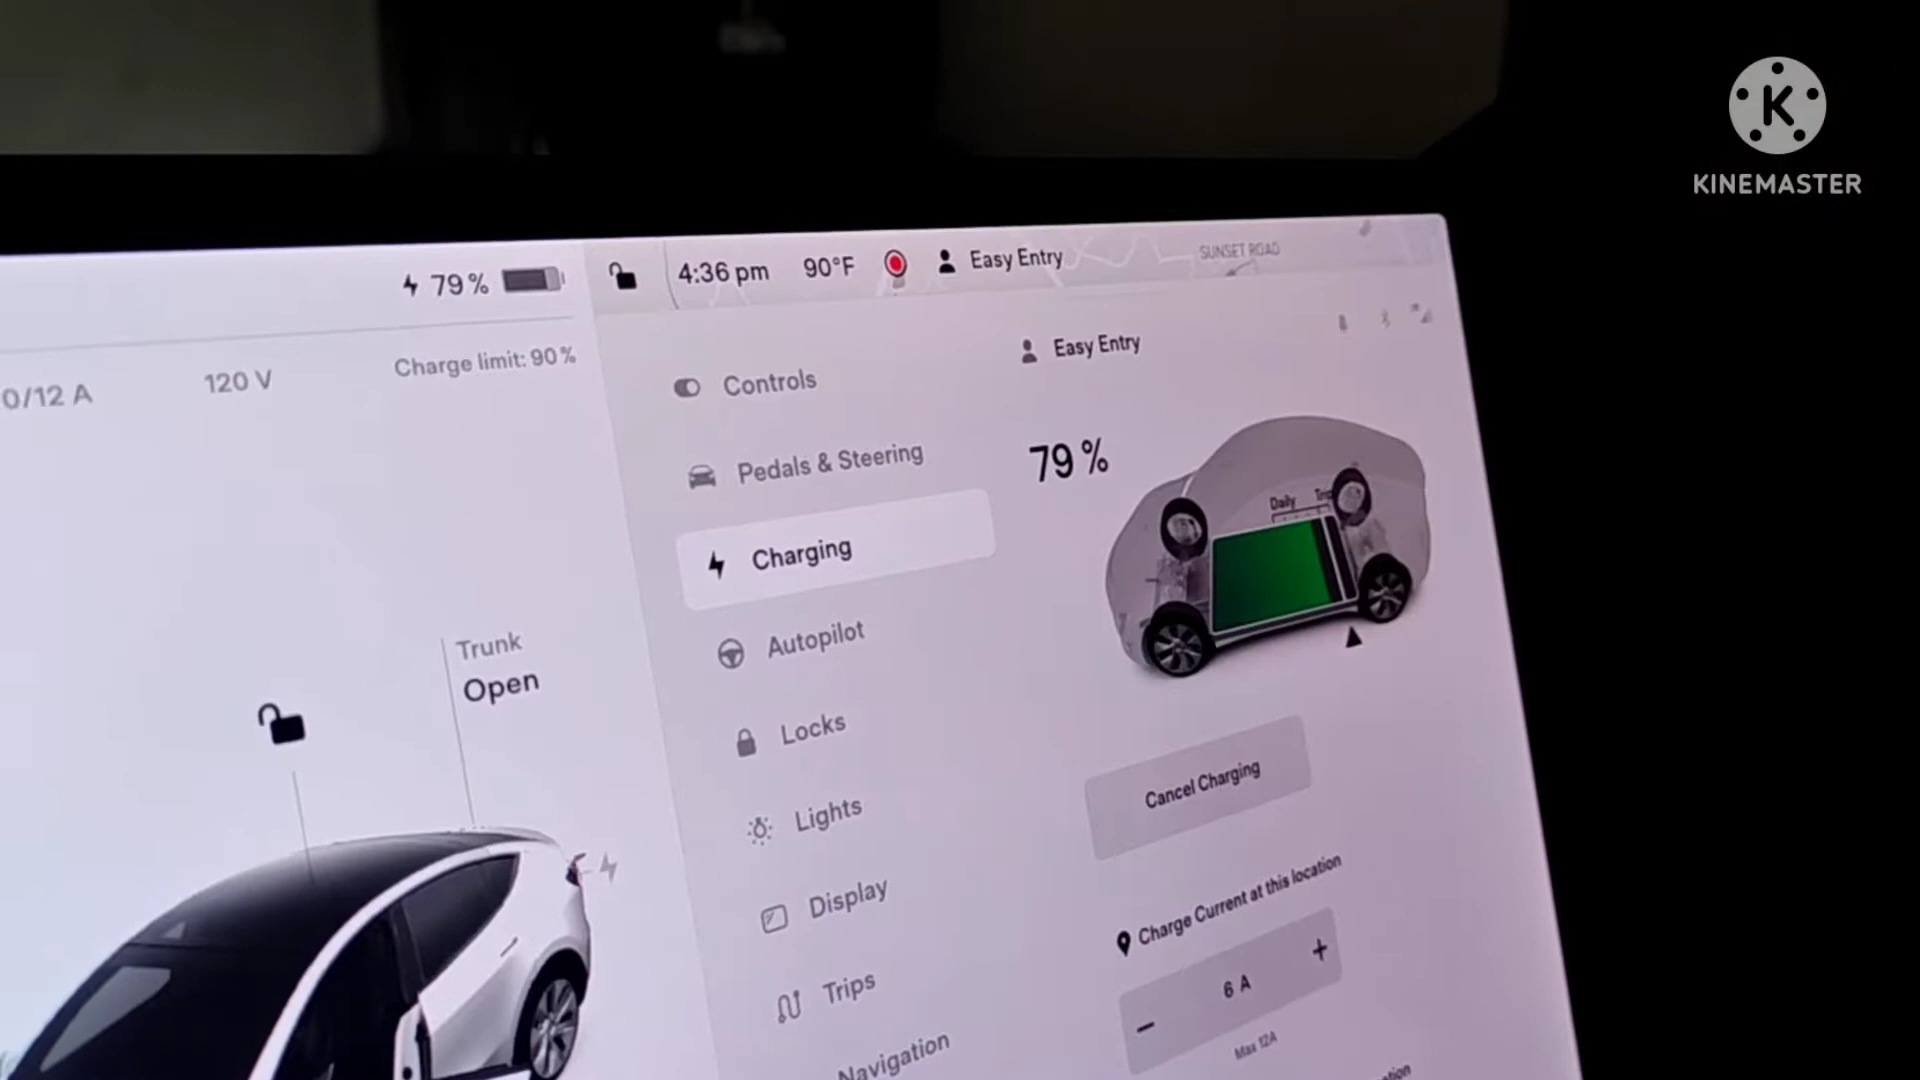 K
KINEMASTER
79%
4:36 pm
90°F
Easy Entry
SUNSET ROAD
0/12 A
120 V
Charge limit: 90%
Controls
Easy Entry
Pedals & Steering
79%
Daily
Trip
Charging
Autopilot
Trunk
Open
Locks
Cancel Charging
Lights
Charge Current at this location
Display
6 A
Trips
Max 12A
Navigation